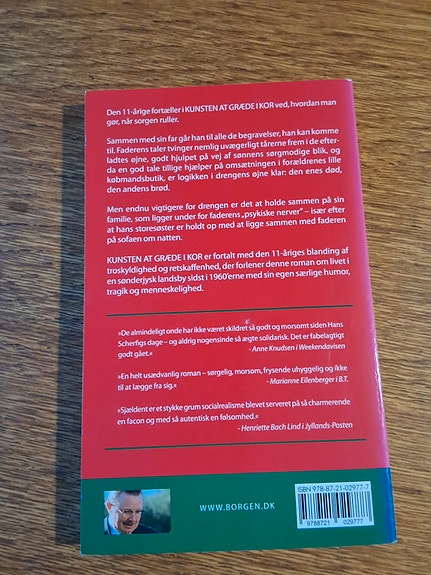 Den 11-årige fortæller i KUNSTEN AT GRÆDE I KOR ved, hvordan man
gør, når sorgen ruller.
Sammen med sin far går han til alle de begravelser, han kan komme
til. Faderens taler tvinger nemlig uvægerligt tårerne frem i de efter-
ladtes øjne, godt hjulpet på vej af sønnens sørgmodige blik, og
da en god tale tillige hjælper på omsætningen i forældrenes lille
købmandsbutik, er logikken i drengens øjne klar: den enes død,
den andens brød.
Men endnu vigtigere for drengen er det at holde sammen på sin
familie, som ligger under for faderens „psykiske nerver" – især efter
at hans storesøster er holdt op med at ligge sammen med faderen
på sofaen om natten.
KUNSTEN AT GRÆDE I KOR er fortalt med den 11-åriges blanding af
troskyldighed og retskaffenhed, der forlener denne roman om livet i
en sønderjysk landsby sidst i 1960'erne med sin egen særlige humor,
tragik og menneskelighed.
»De almindeligt onde har ikke været skildret så godt og morsomt siden Hans
Scherfigs dage – og aldrig nogensinde så ægte solidarisk. Det er fabelagtigt
godt gået.«
- Anne Knudsen i Weekendavisen
»En helt usædvanlig roman – sørgelig, morsom, frysende uhyggelig og ikke
til at lægge fra sig.«
- Marianne Eilenberger i B.T.
»Sjældent er et stykke grum socialrealisme blevet serveret på så charmerende
en facon og med så autentisk en følsomhed.«
- Henriette Bach Lind i Jyllands-Posten
WWW.BORGEN.DK
ISBN 978-87-21-02977-7
9788721 029777